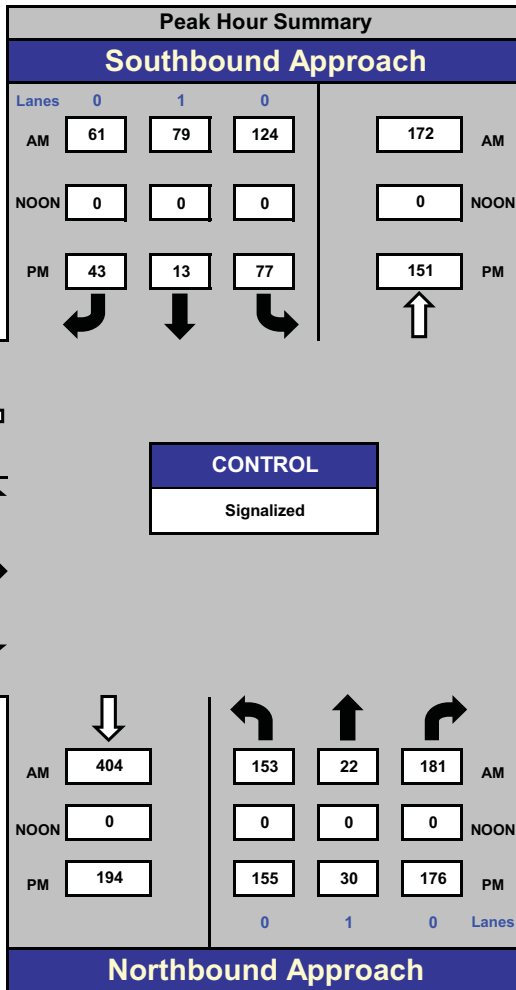 Peak Hour Summary
Southbound Approach
Lanes 0 1 0
AM 61 79 124 172 AM
NOON 0 0 0 0 NOON
PM 43 13 77 151 PM
CONTROL
Signalized
AM 404 153 22 181 AM
NOON 0 0 0 0 NOON
PM 194 155 30 176 PM
0 1 0 Lanes
Northbound Approach